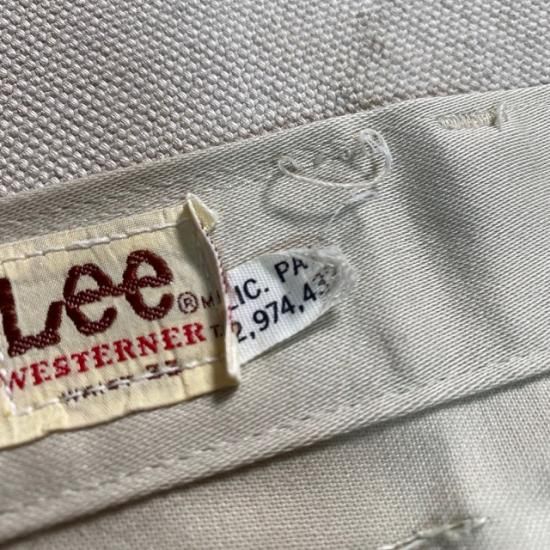 Lee ® M.R.
WESTERNER T.
LIC. PA
2,974,43